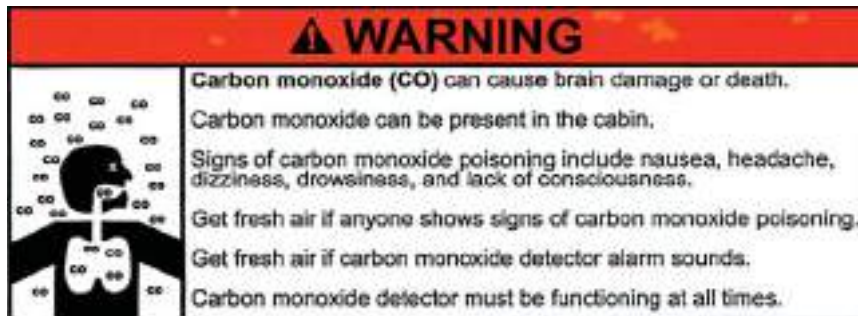 WARNING
Carbon monoxide (CO) can cause brain damage or death.
Carbon monoxide can be present in the cabin.
Signs of carbon monoxide poisoning include nausea, headache,
dizziness, drowsiness, and lack of consciousness.
Get fresh air if anyone shows signs of carbon monoxide poisoning.
Get fresh air if carbon monoxide detector alarm sounds.
Carbon monoxide detector must be functioning at all times.